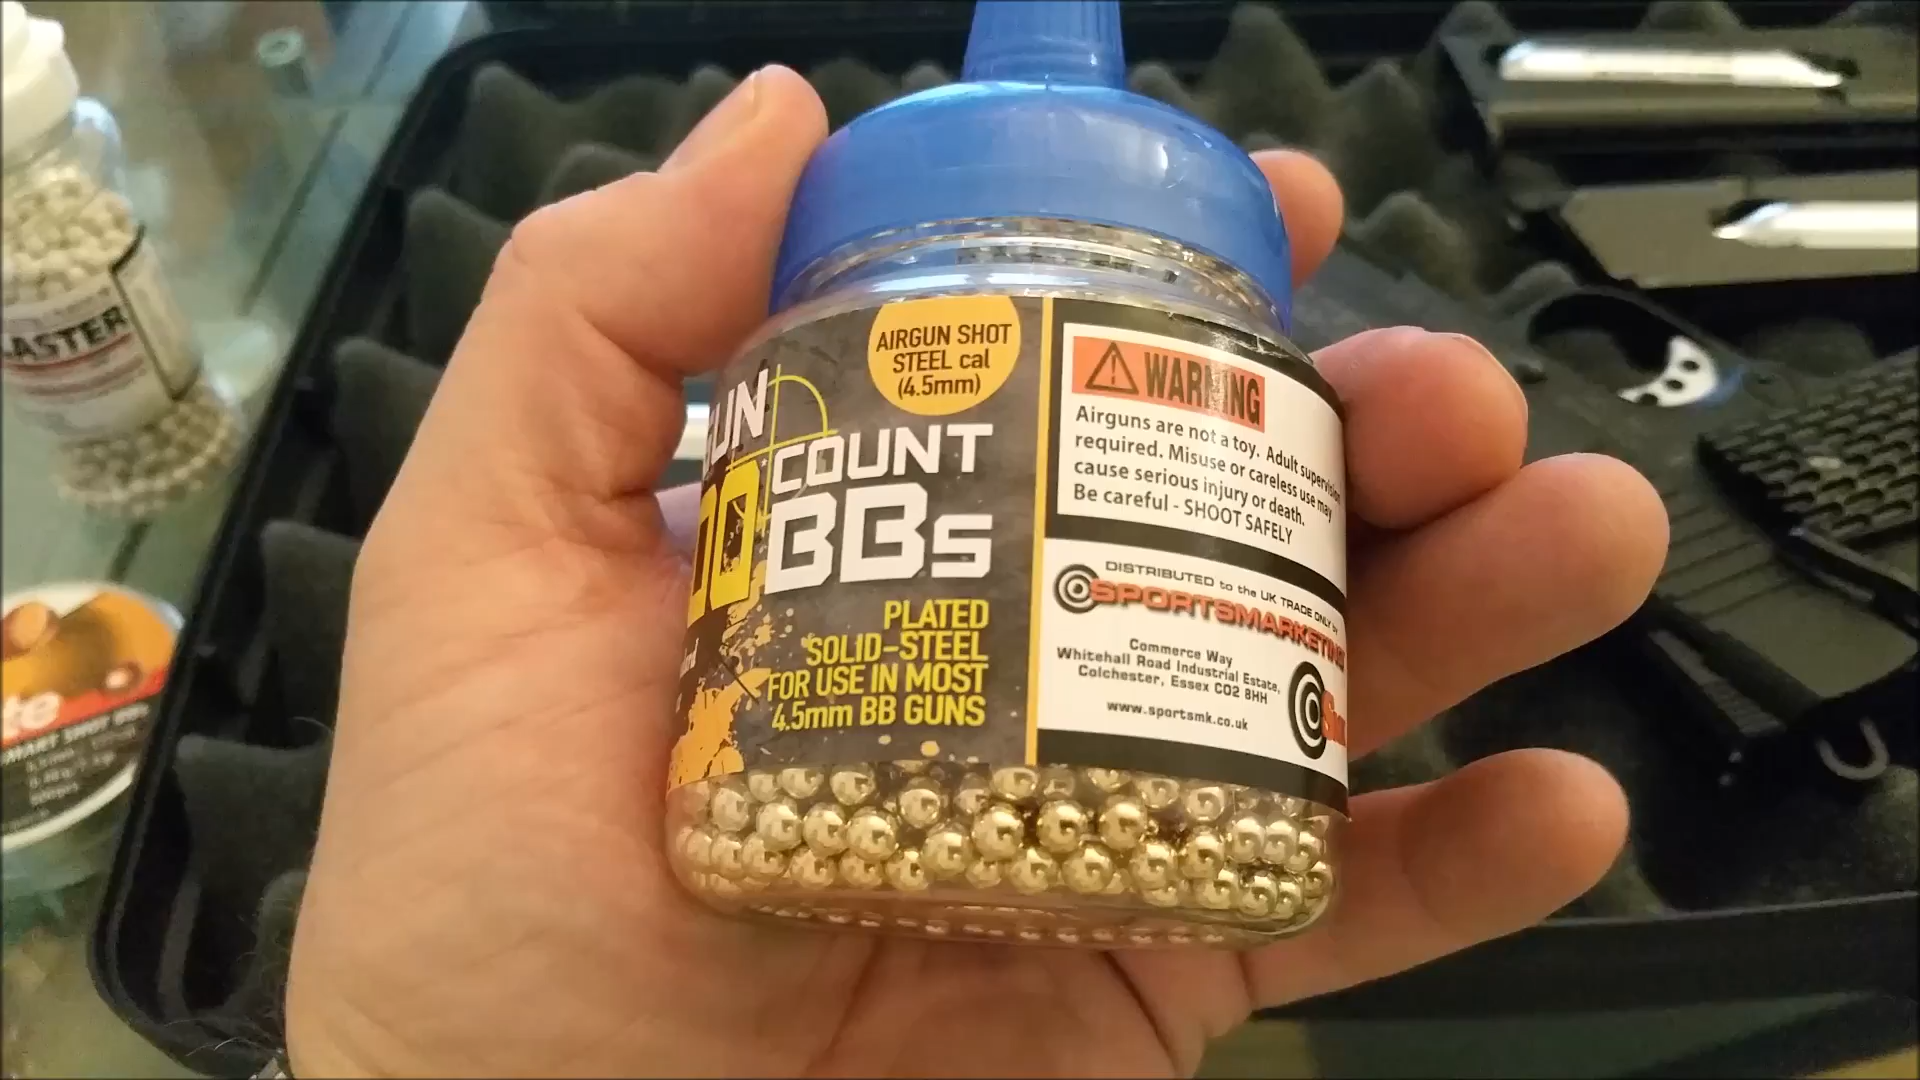 AIRGUN SHOT
STEEL cal
(4.5mm)
COUNT
BBs
PLATED
SOLID-STEEL
FOR USE IN MOST
4.5mm BB GUNS
WARNING
Airguns are not a toy. Adult supervision
required. Misuse or careless use may
cause serious injury or death.
Be careful - SHOOT SAFELY
DISTRIBUTED to the UK TRADE ONLY by
SPORTSMARKETING
Commerce Way
Whitehall Road Industrial Estate,
Colchester, Essex CO2 8HH
www.sportsmk.co.uk